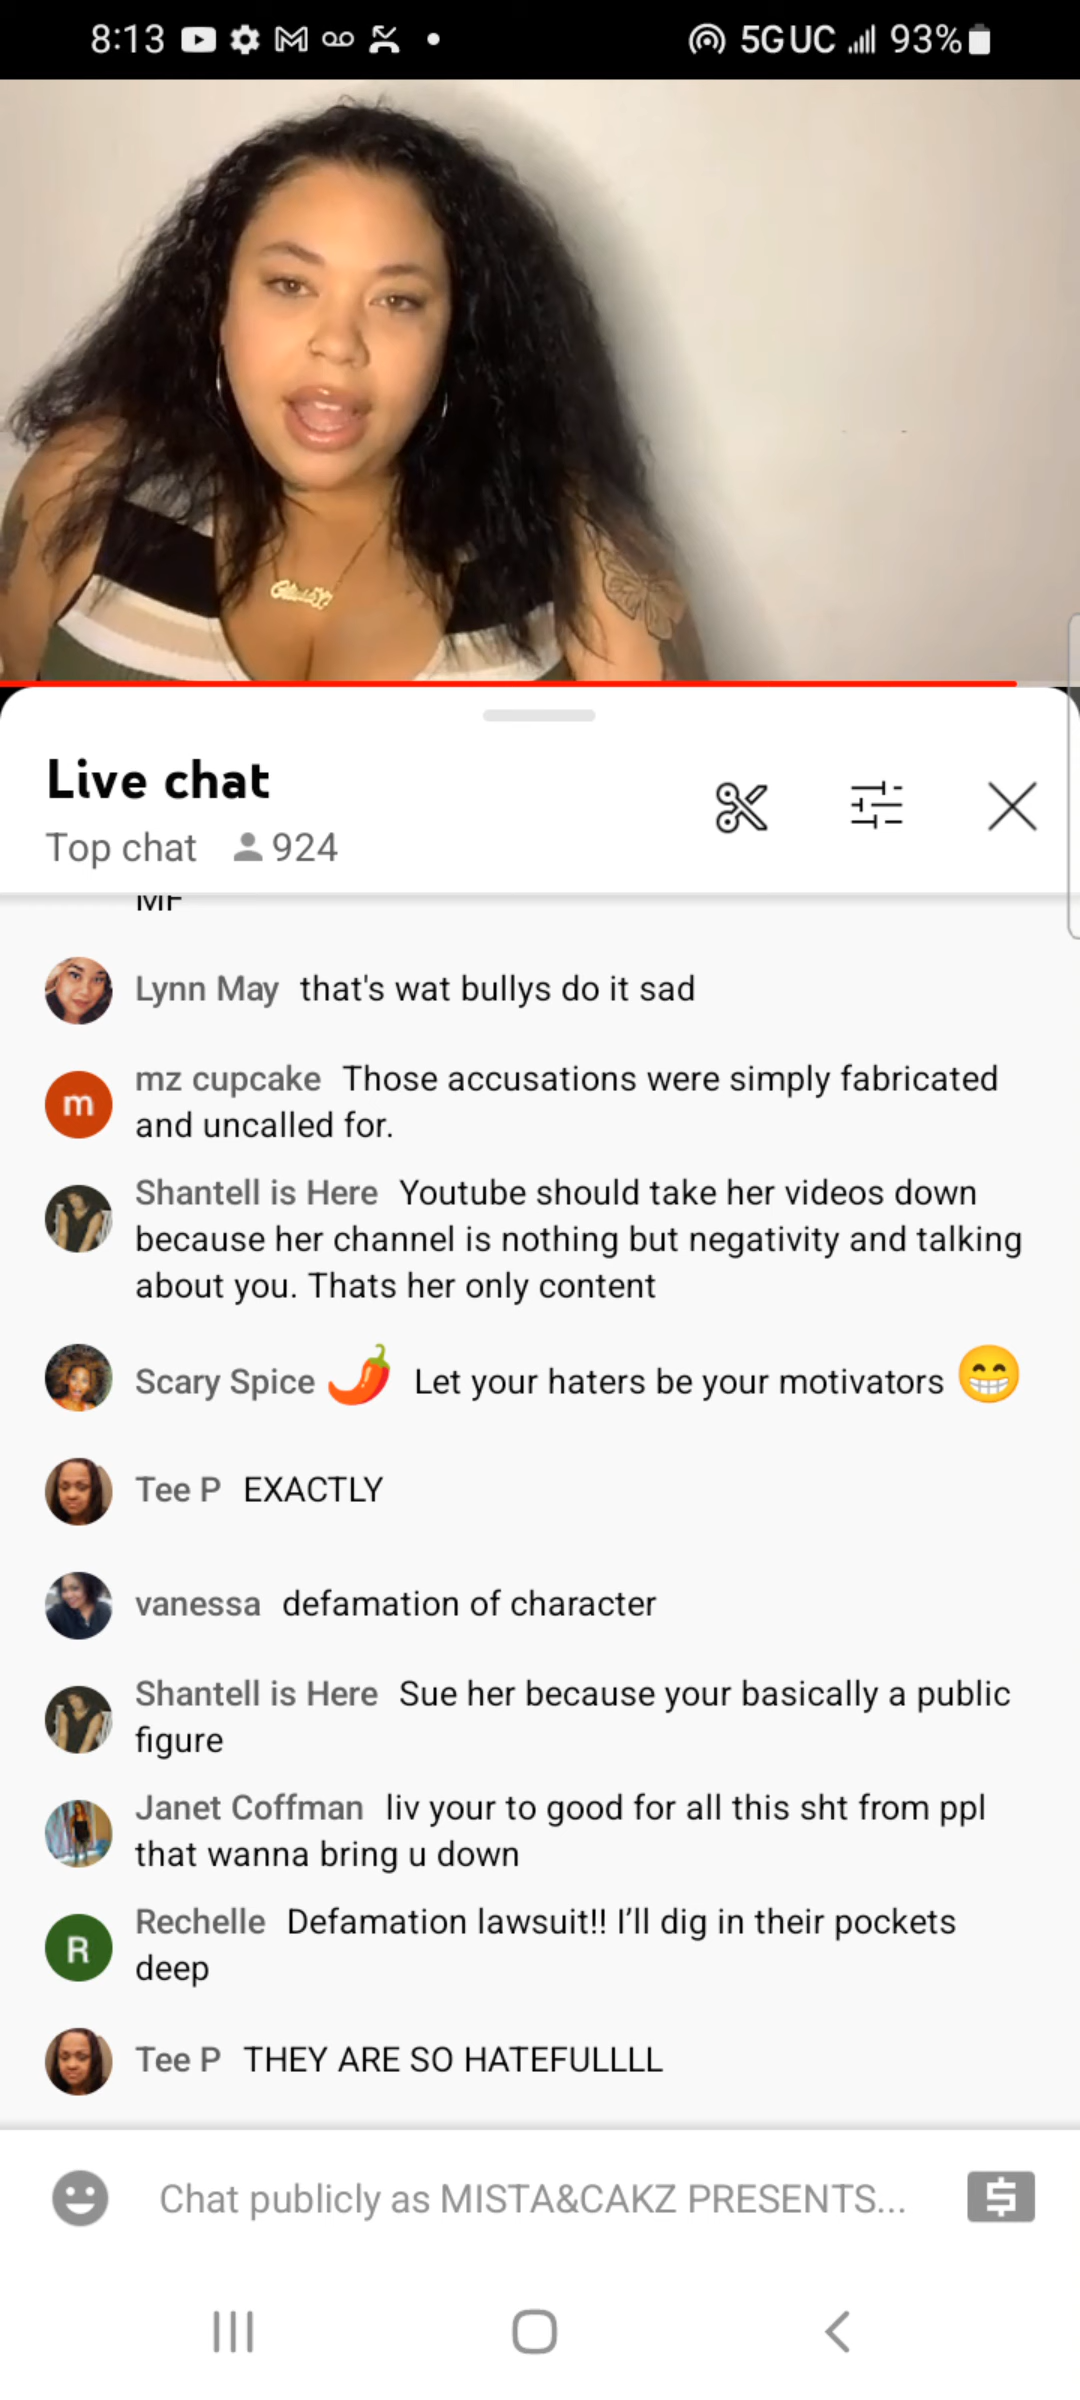 8:13 5G UC 93%
Live chat
Top chat 924
MF
Lynn May that's wat bullys do it sad
mz cupcake Those accusations were simply fabricated
and uncalled for.
Shantell is Here Youtube should take her videos down
because her channel is nothing but negativity and talking
about you. Thats her only content
Scary Spice🌶️ Let your haters be your motivators 😁
Tee P EXACTLY
vanessa defamation of character
Shantell is Here Sue her because your basically a public
figure
Janet Coffman liv your to good for all this sht from ppl
that wanna bring u down
Rechelle Defamation lawsuit!! I’ll dig in their pockets
deep
Tee P THEY ARE SO HATEFULLLL
Chat publicly as MISTA&CAKZ PRESENTS...